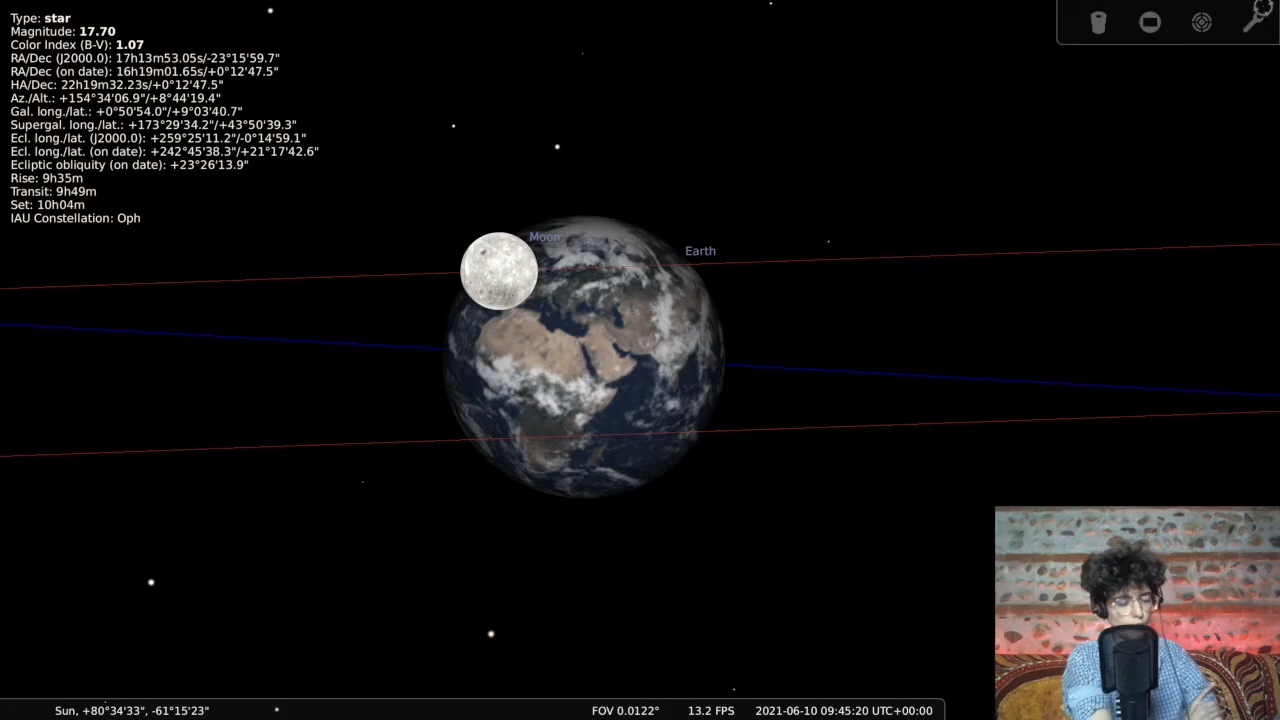 Type: star
Magnitude: 17.70
Color Index (B-V): 1.07
RA/Dec (J2000.0): 17h13m53.05s/-23°15'59.7"
RA/Dec (on date): 16h19m01.65s/+0°12'47.5"
HA/Dec: 22h19m32.23s/+0°12'47.5"
Az./Alt.: +154°34'06.9"/+8°44'19.4"
Gal. long./lat.: +0°50'54.0"/+9°03'40.7"
Supergal. long./lat.: +173°29'34.2"/+43°50'39.3"
Ecl. long./lat. (J2000.0): +259°25'11.2"/-0°14'59.1"
Ecl. long./lat. (on date): +242°45'38.3"/+21°17'42.6"
Ecliptic obliquity (on date): +23°26'13.9"
Rise: 9h35m
Transit: 9h49m
Set: 10h04m
IAU Constellation: Oph
Moon
Earth
Sun, +80°34'33", -61°15'23"
FOV 0.0122°
13.2 FPS
2021-06-10 09:45:20 UTC+00:00